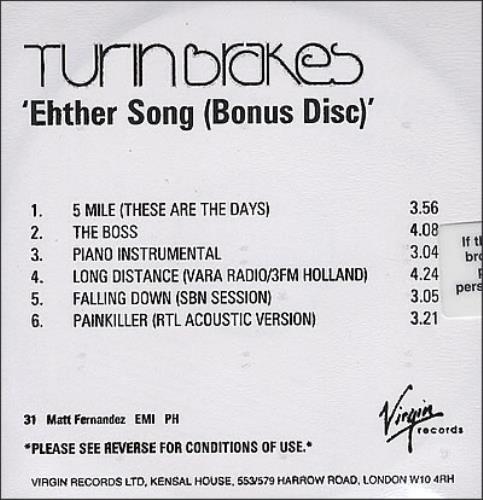 Turin Brakes
'Ehther Song (Bonus Disc)'
1. 5 MILE (THESE ARE THE DAYS) 3.56
2. THE BOSS 4.08
3. PIANO INSTRUMENTAL 3.04
4. LONG DISTANCE (VARA RADIO/3FM HOLLAND) 4.24
5. FALLING DOWN (SBN SESSION) 3.05
6. PAINKILLER (RTL ACOUSTIC VERSION) 3.21
If th
bro
p
pers
31 Matt Fernandez EMI PH
Virgin
records
*PLEASE SEE REVERSE FOR CONDITIONS OF USE.*
VIRGIN RECORDS LTD, KENSAL HOUSE, 553/579 HARROW ROAD, LONDON W10 4RH